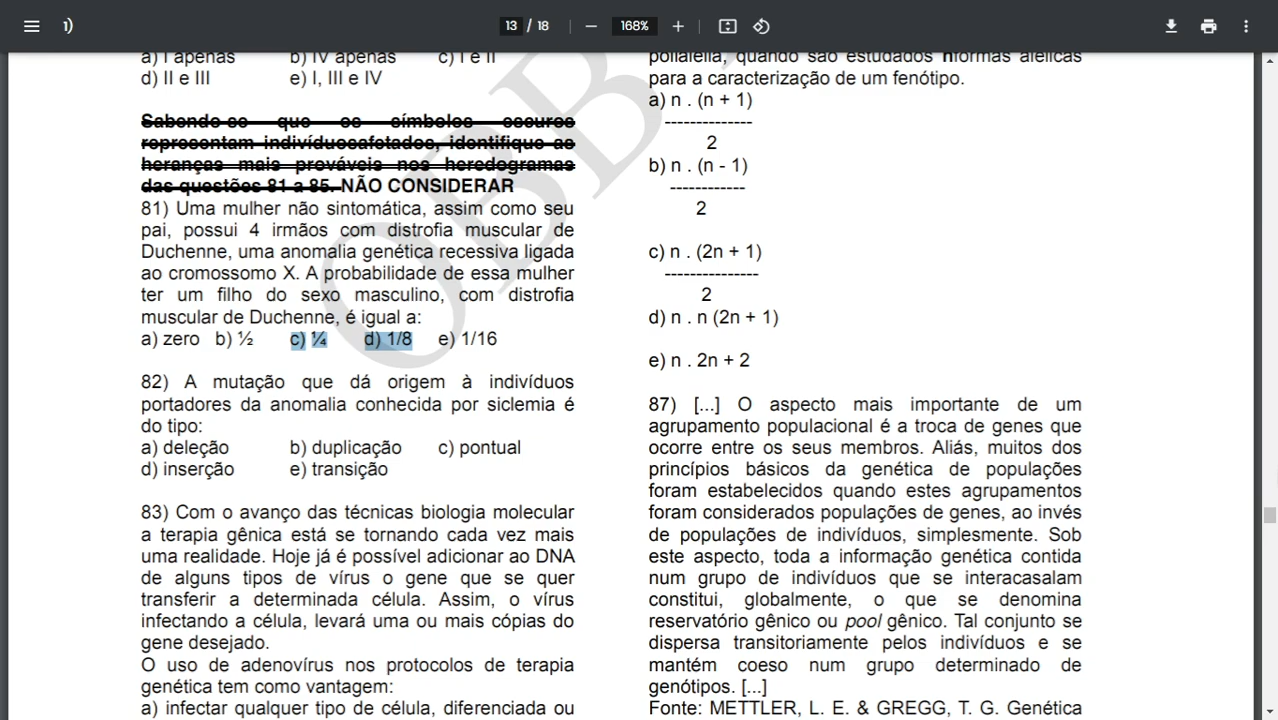 1)
13 / 18
168%
a) I apenas b) IV apenas c) I e II
d) II e III e) I, III e IV
Sabendo-se que os símbolos escuros
representam indivíduosafetados, identifique as
heranças mais prováveis nos heredogramas
das questões 81 a 85. NÃO CONSIDERAR
81) Uma mulher não sintomática, assim como seu
pai, possui 4 irmãos com distrofia muscular de
Duchenne, uma anomalia genética recessiva ligada
ao cromossomo X. A probabilidade de essa mulher
ter um filho do sexo masculino, com distrofia
muscular de Duchenne, é igual a:
a) zero b) ½ c) ¼ d) 1/8 e) 1/16
82) A mutação que dá origem à indivíduos
portadores da anomalia conhecida por siclemia é
do tipo:
a) deleção b) duplicação c) pontual
d) inserção e) transição
83) Com o avanço das técnicas biologia molecular
a terapia gênica está se tornando cada vez mais
uma realidade. Hoje já é possível adicionar ao DNA
de alguns tipos de vírus o gene que se quer
transferir a determinada célula. Assim, o vírus
infectando a célula, levará uma ou mais cópias do
gene desejado.
O uso de adenovírus nos protocolos de terapia
genética tem como vantagem:
a) infectar qualquer tipo de célula, diferenciada ou
polialelia, quando são estudados nformas alélicas
para a caracterização de um fenótipo.
a) n . (n + 1)
--------------
2
b) n . (n - 1)
------------
2
c) n . (2n + 1)
---------------
2
d) n . n (2n + 1)
e) n . 2n + 2
87) [...] O aspecto mais importante de um
agrupamento populacional é a troca de genes que
ocorre entre os seus membros. Aliás, muitos dos
princípios básicos da genética de populações
foram estabelecidos quando estes agrupamentos
foram considerados populações de genes, ao invés
de populações de indivíduos, simplesmente. Sob
este aspecto, toda a informação genética contida
num grupo de indivíduos que se interacasalam
constitui, globalmente, o que se denomina
reservatório gênico ou pool gênico. Tal conjunto se
dispersa transitoriamente pelos indivíduos e se
mantém coeso num grupo determinado de
genótipos. [...]
Fonte: METTLER, L. E. & GREGG, T. G. Genética